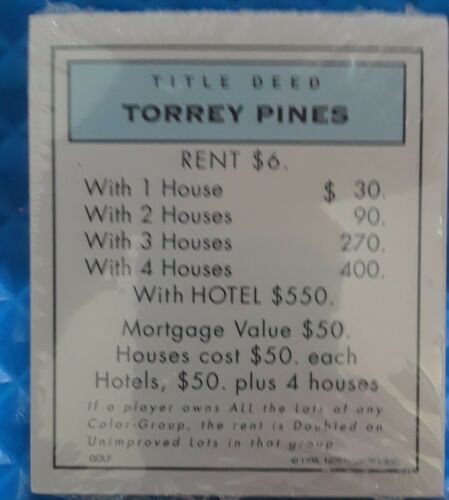 TITLE DEED
TORREY PINES
RENT $6.
With 1 House $ 30.
With 2 Houses 90.
With 3 Houses 270.
With 4 Houses 400.
With HOTEL $550.
Mortgage Value $50.
Houses cost $50. each
Hotels, $50. plus 4 houses
If a player owns ALL the Lots of any
Color-Group, the rent is Doubled on
Unimproved Lots in that group
GOLF